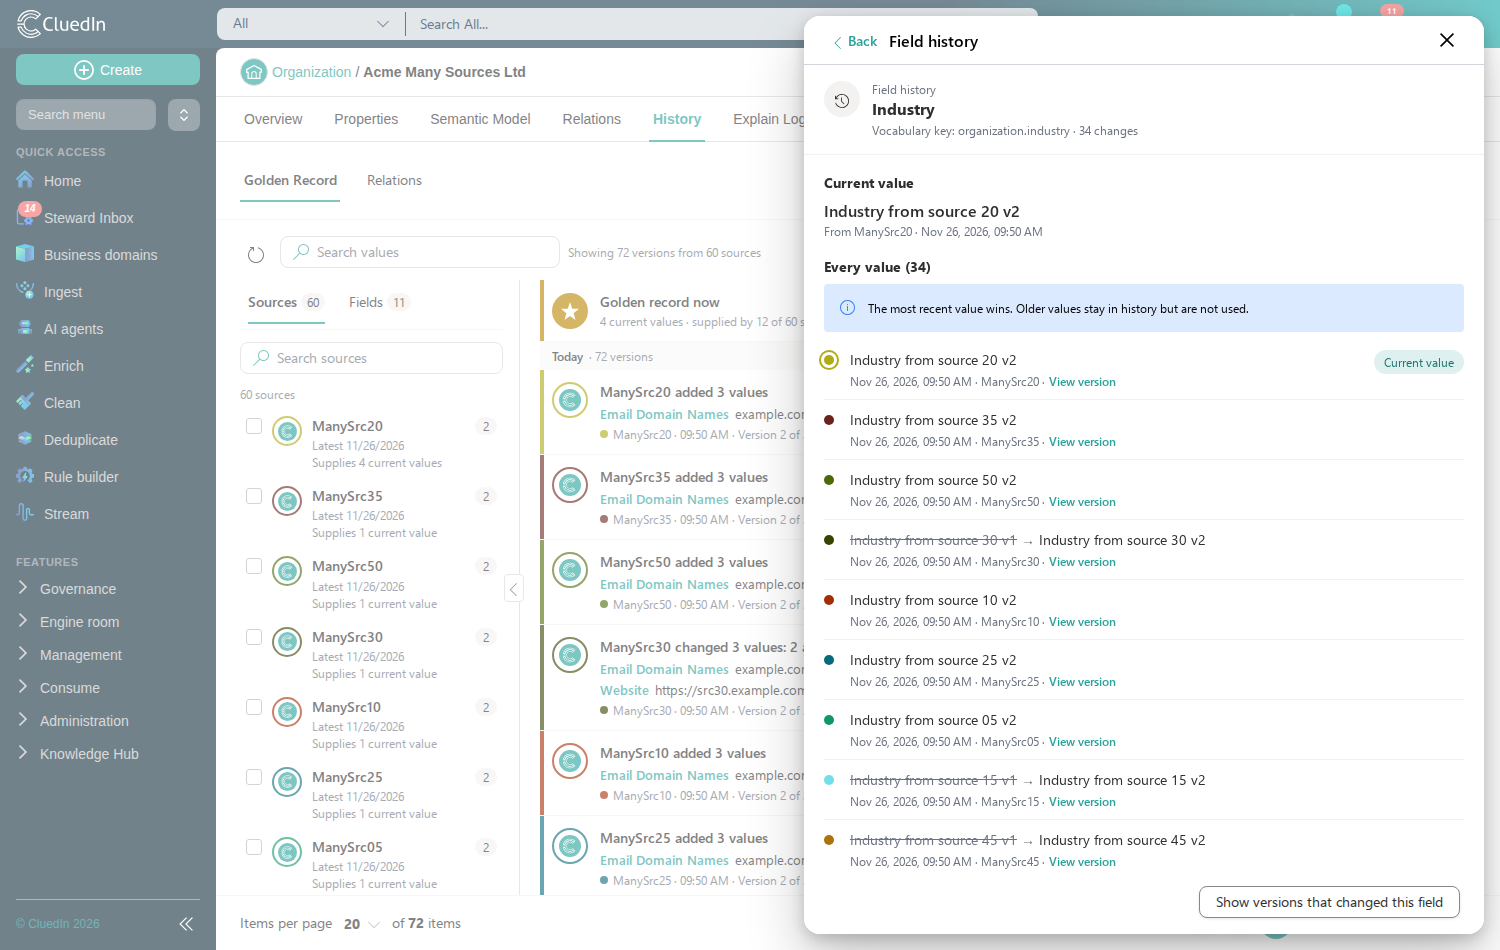 CluedIn
All
Search All...
11
Create
Search menu
QUICK ACCESS
Home
14
Steward Inbox
Business domains
Ingest
AI agents
Enrich
Clean
Deduplicate
Rule builder
Stream
FEATURES
Governance
Engine room
Management
Consume
Administration
Knowledge Hub
© CluedIn 2026
Organization / Acme Many Sources Ltd
Overview Properties Semantic Model Relations History Explain Log
Golden Record Relations
Search values
Showing 72 versions from 60 sources
Sources 60 Fields 11
Search sources
60 sources
ManySrc20 2
Latest 11/26/2026
Supplies 4 current values
ManySrc35 2
Latest 11/26/2026
Supplies 1 current value
ManySrc50 2
Latest 11/26/2026
Supplies 1 current value
ManySrc30 2
Latest 11/26/2026
Supplies 1 current value
ManySrc10 2
Latest 11/26/2026
Supplies 1 current value
ManySrc25 2
Latest 11/26/2026
Supplies 1 current value
ManySrc05 2
Latest 11/26/2026
Supplies 1 current value
Golden record now
4 current values · supplied by 12 of 60 s
Today · 72 versions
ManySrc20 added 3 values
Email Domain Names example.co
ManySrc20 · 09:50 AM · Version 2 of
ManySrc35 added 3 values
Email Domain Names example.co
ManySrc35 · 09:50 AM · Version 2 of
ManySrc50 added 3 values
Email Domain Names example.co
ManySrc50 · 09:50 AM · Version 2 of
ManySrc30 changed 3 values: 2
Email Domain Names example.co
Website https://src30.example.com
ManySrc30 · 09:50 AM · Version 2 of
ManySrc10 added 3 values
Email Domain Names example.co
ManySrc10 · 09:50 AM · Version 2 of
ManySrc25 added 3 values
Email Domain Names example.co
ManySrc25 · 09:50 AM · Version 2 of
Items per page 20 of 72 items
Back Field history
Field history
Industry
Vocabulary key: organization.industry · 34 changes
Current value
Industry from source 20 v2
From ManySrc20 · Nov 26, 2026, 09:50 AM
Every value (34)
The most recent value wins. Older values stay in history but are not used.
Industry from source 20 v2
Current value
Nov 26, 2026, 09:50 AM · ManySrc20 · View version
Industry from source 35 v2
Nov 26, 2026, 09:50 AM · ManySrc35 · View version
Industry from source 50 v2
Nov 26, 2026, 09:50 AM · ManySrc50 · View version
Industry from source 30 v1 → Industry from source 30 v2
Nov 26, 2026, 09:50 AM · ManySrc30 · View version
Industry from source 10 v2
Nov 26, 2026, 09:50 AM · ManySrc10 · View version
Industry from source 25 v2
Nov 26, 2026, 09:50 AM · ManySrc25 · View version
Industry from source 05 v2
Nov 26, 2026, 09:50 AM · ManySrc05 · View version
Industry from source 15 v1 → Industry from source 15 v2
Nov 26, 2026, 09:50 AM · ManySrc15 · View version
Industry from source 45 v1 → Industry from source 45 v2
Nov 26, 2026, 09:50 AM · ManySrc45 · View version
Show versions that changed this field